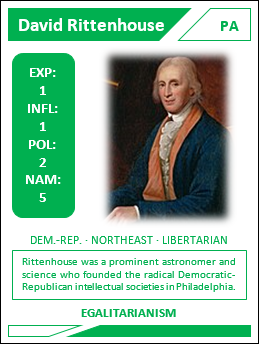 David Rittenhouse PA
EXP:
1
INFL:
1
POL:
2
NAM:
5
DEM.-REP. · NORTHEAST · LIBERTARIAN
Rittenhouse was a prominent astronomer and
science who founded the radical Democratic-
Republican intellectual societies in Philadelphia.
EGALITARIANISM